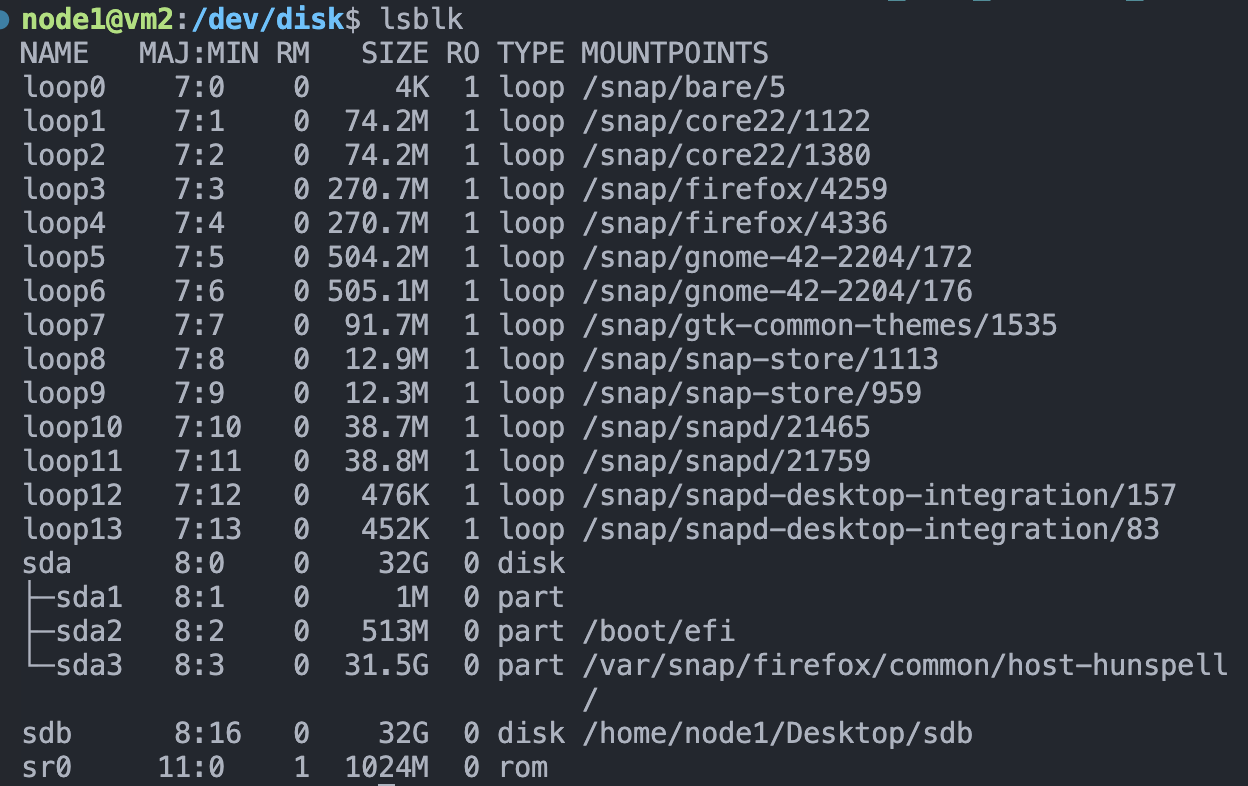 node1@vm2:/dev/disk$ lsblk
NAME   MAJ:MIN RM   SIZE RO TYPE MOUNTPOINTS
loop0    7:0    0     4K  1 loop /snap/bare/5
loop1    7:1    0  74.2M  1 loop /snap/core22/1122
loop2    7:2    0  74.2M  1 loop /snap/core22/1380
loop3    7:3    0 270.7M  1 loop /snap/firefox/4259
loop4    7:4    0 270.7M  1 loop /snap/firefox/4336
loop5    7:5    0 504.2M  1 loop /snap/gnome-42-2204/172
loop6    7:6    0 505.1M  1 loop /snap/gnome-42-2204/176
loop7    7:7    0  91.7M  1 loop /snap/gtk-common-themes/1535
loop8    7:8    0  12.9M  1 loop /snap/snap-store/1113
loop9    7:9    0  12.3M  1 loop /snap/snap-store/959
loop10   7:10   0  38.7M  1 loop /snap/snapd/21465
loop11   7:11   0  38.8M  1 loop /snap/snapd/21759
loop12   7:12   0   476K  1 loop /snap/snapd-desktop-integration/157
loop13   7:13   0   452K  1 loop /snap/snapd-desktop-integration/83
sda      8:0    0    32G  0 disk
├─sda1   8:1    0     1M  0 part
├─sda2   8:2    0   513M  0 part /boot/efi
└─sda3   8:3    0  31.5G  0 part /var/snap/firefox/common/host-hunspell
                                 /
sdb      8:16   0    32G  0 disk /home/node1/Desktop/sdb
sr0     11:0    1  1024M  0 rom